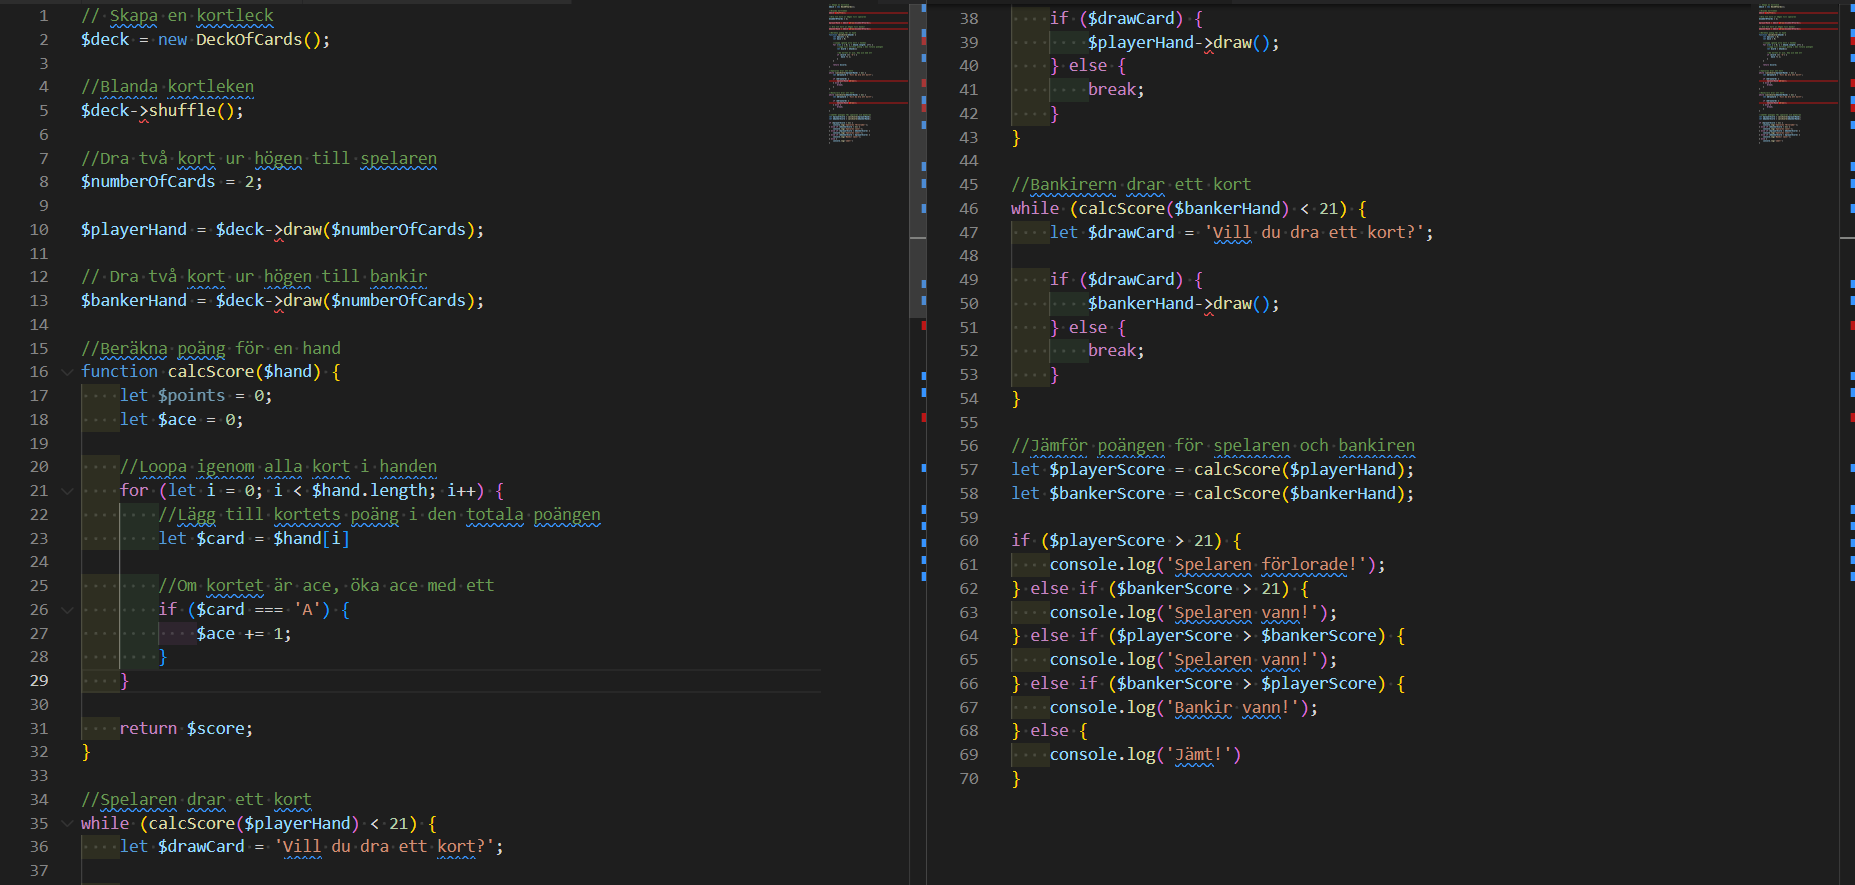 1 // Skapa en kortleck
2 $deck = new DeckOfCards();
3
4 //Blanda kortleken
5 $deck->shuffle();
6
7 //Dra två kort ur högen till spelaren
8 $numberOfCards = 2;
9
10 $playerHand = $deck->draw($numberOfCards);
11
12 // Dra två kort ur högen till bankir
13 $bankerHand = $deck->draw($numberOfCards);
14
15 //Beräkna poäng för en hand
16 function calcScore($hand) {
17     let $points = 0;
18     let $ace = 0;
19
20     //Loopa igenom alla kort i handen
21     for (let i = 0; i < $hand.length; i++) {
22         //Lägg till kortets poäng i den totala poängen
23         let $card = $hand[i]
24
25         //Om kortet är ace, öka ace med ett
26         if ($card === 'A') {
27             $ace += 1;
28         }
29     }
30
31     return $score;
32 }
33
34 //Spelaren drar ett kort
35 while (calcScore($playerHand) < 21) {
36     let $drawCard = 'Vill du dra ett kort?';
37
38     if ($drawCard) {
39         $playerHand->draw();
40     } else {
41         break;
42     }
43 }
44
45 //Bankirern drar ett kort
46 while (calcScore($bankerHand) < 21) {
47     let $drawCard = 'Vill du dra ett kort?';
48
49     if ($drawCard) {
50         $bankerHand->draw();
51     } else {
52         break;
53     }
54 }
55
56 //Jämför poängen för spelaren och bankiren
57 let $playerScore = calcScore($playerHand);
58 let $bankerScore = calcScore($bankerHand);
59
60 if ($playerScore > 21) {
61     console.log('Spelaren förlorade!');
62 } else if ($bankerScore > 21) {
63     console.log('Spelaren vann!');
64 } else if ($playerScore > $bankerScore) {
65     console.log('Spelaren vann!');
66 } else if ($bankerScore > $playerScore) {
67     console.log('Bankir vann!');
68 } else {
69     console.log('Jämt!')
70 }